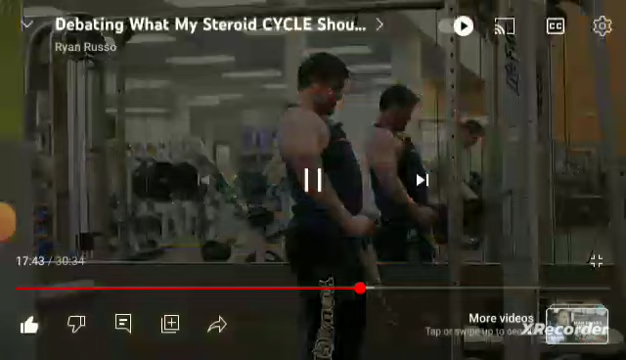 Debating What My Steroid CYCLE Shou...
Ryan Russo
CC
17:43 / 30:34
More videos
Tap or swipe up to see
XRecorder